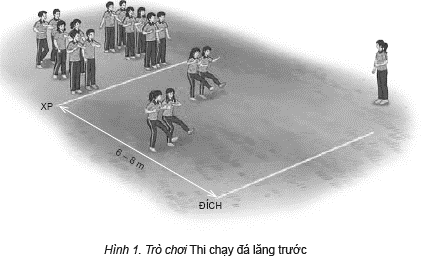 XP
6 – 8 m
ĐÍCH
Hình 1. Trò chơi Thi chạy đá lăng trước